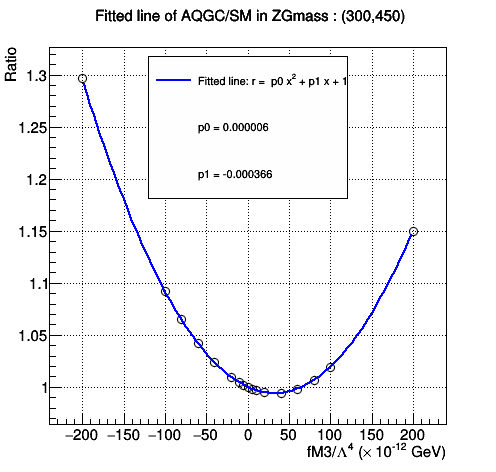 Fitted line of AQGC/SM in ZGmass : (300,450)
Ratio
1.3
1.25
1.2
1.15
1.1
1.05
1
Fitted line: r = p0 x² + p1 x + 1
p0 = 0.000006
p1 = -0.000366
−200 −150 −100 −50 0 50 100 150 200
fM3/Λ⁴ (× 10⁻¹² GeV)